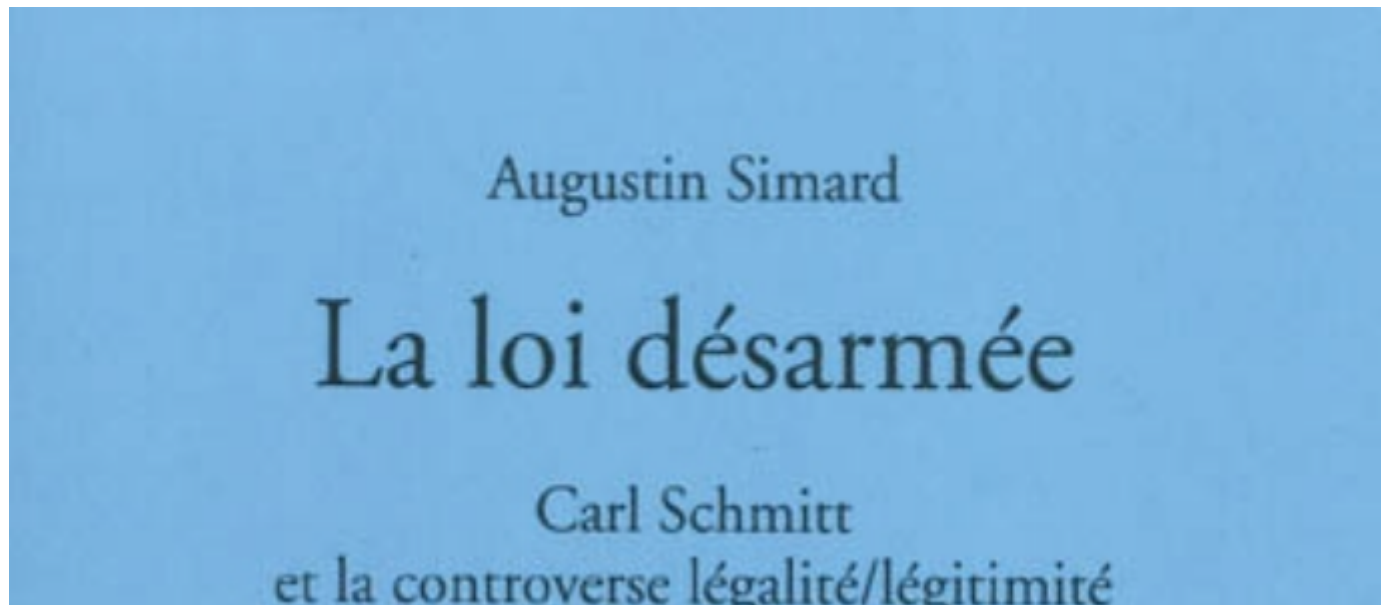 Augustin Simard
La loi désarmée
Carl Schmitt
et la controverse légalité/légitimité